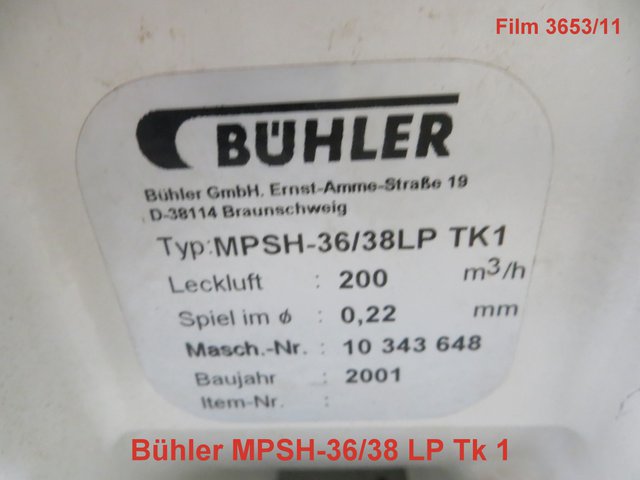 Film 3653/11
BÜHLER
Bühler GmbH. Ernst-Amme-Straße 19
D-38114 Braunschweig
Typ:MPSH-36/38LP TK1
Leckluft : 200 m³/h
Spiel im ø : 0,22 mm
Masch.-Nr. : 10 343 648
Baujahr : 2001
Item-Nr. :
Bühler MPSH-36/38 LP Tk 1